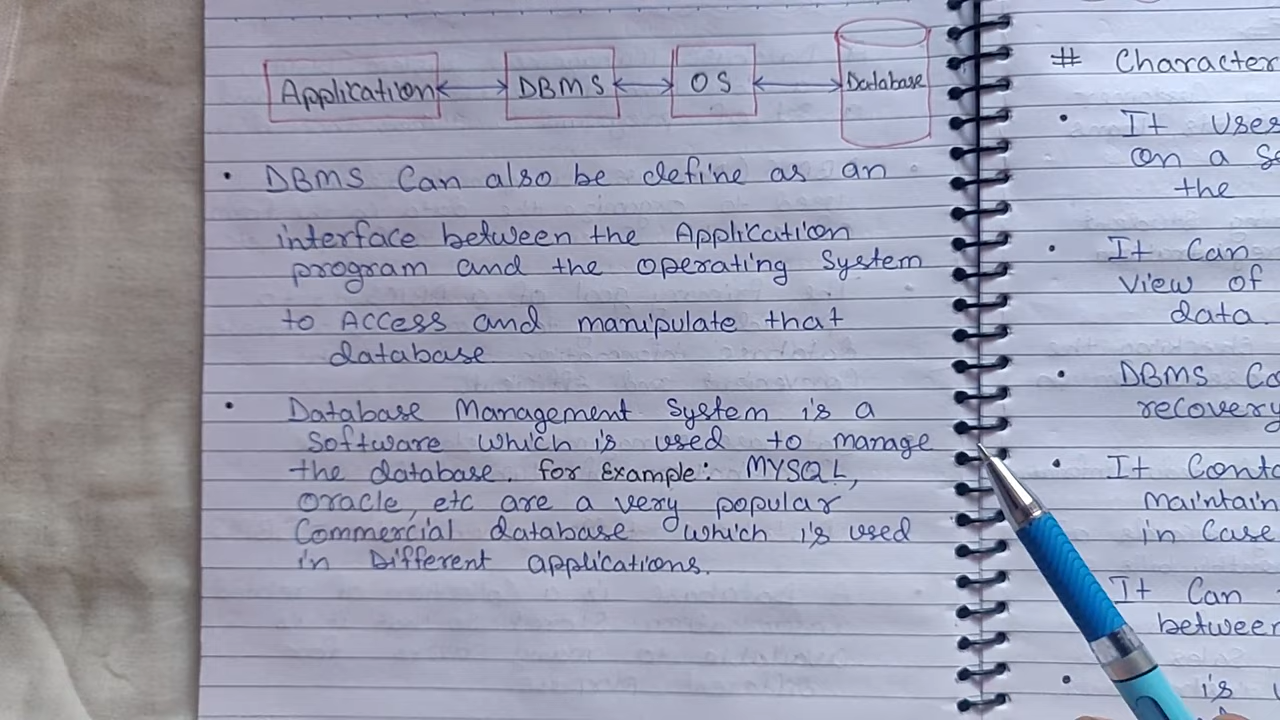 Application DBMS OS Database
• DBMS Can also be define as an
interface between the Application
program and the operating System
to Access and manipulate that
database
• Database Management System is a
Software which is used to manage
the database. for Example: MYSQL,
Oracle, etc are a very popular
Commercial database which is used
in Different applications.
# Character
• It Uses
on a
the
• It Can
View of
data.
• DBMS
recovery
• It
Maintain
in Case
It Can
between
• is